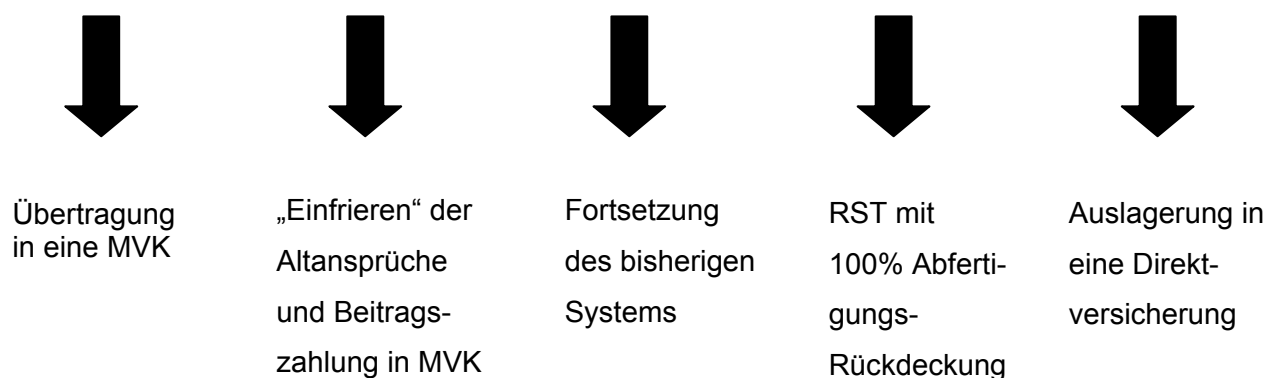 Übertragung
in eine MVK
„Einfrieren“ der
Altansprüche
und Beitrags-
zahlung in MVK
Fortsetzung
des bisherigen
Systems
RST mit
100% Abferti-
gungs-
Rückdeckung
Auslagerung in
eine Direkt-
versicherung